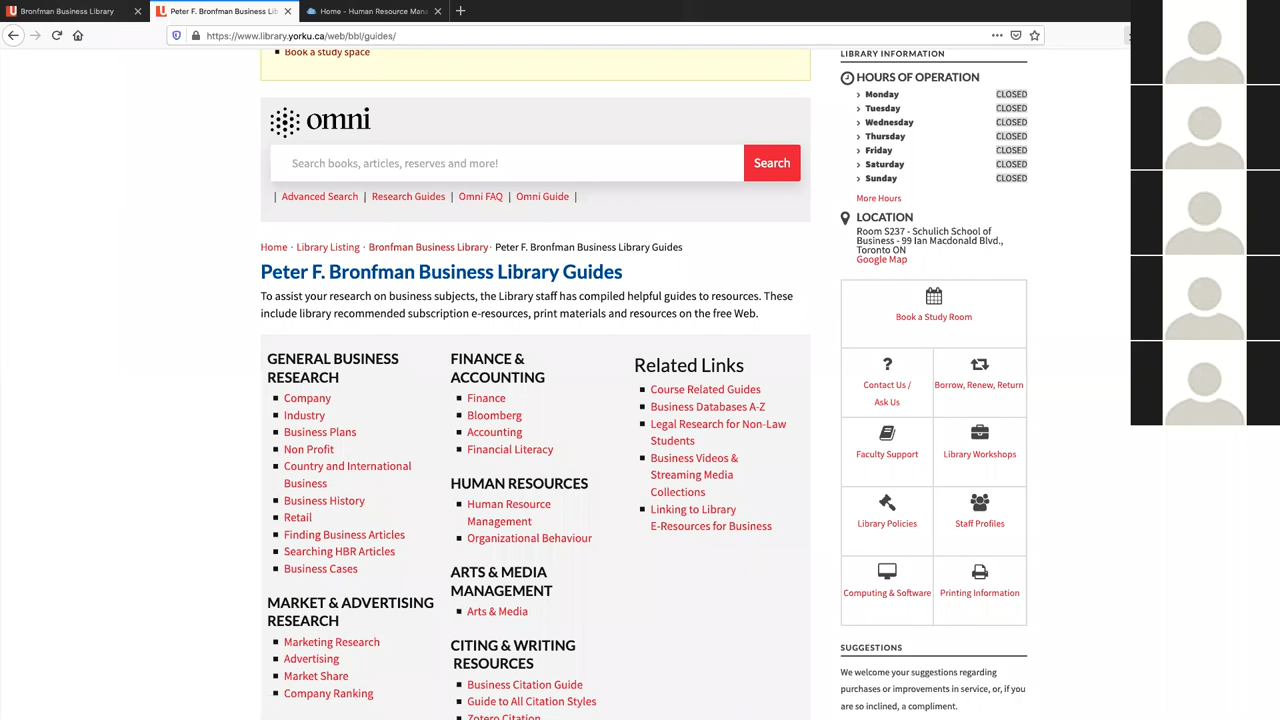 Bronfman Business Library
Peter F. Bronfman Business Lib
Home - Human Resource Mana
https://www.library.yorku.ca/web/bbl/guides/
Book a study space
omni
Search books, articles, reserves and more!
Search
| Advanced Search | Research Guides | Omni FAQ | Omni Guide |
Home · Library Listing · Bronfman Business Library · Peter F. Bronfman Business Library Guides
Peter F. Bronfman Business Library Guides
To assist your research on business subjects, the Library staff has compiled helpful guides to resources. These
include library recommended subscription e-resources, print materials and resources on the free Web.
GENERAL BUSINESS
RESEARCH
Company
Industry
Business Plans
Non Profit
Country and International
Business
Business History
Retail
Finding Business Articles
Searching HBR Articles
Business Cases
MARKET & ADVERTISING
RESEARCH
Marketing Research
Advertising
Market Share
Company Ranking
FINANCE &
ACCOUNTING
Finance
Bloomberg
Accounting
Financial Literacy
HUMAN RESOURCES
Human Resource
Management
Organizational Behaviour
ARTS & MEDIA
MANAGEMENT
Arts & Media
CITING & WRITING
RESOURCES
Business Citation Guide
Guide to All Citation Styles
Zotero Citation
Related Links
Course Related Guides
Business Databases A-Z
Legal Research for Non-Law
Students
Business Videos &
Streaming Media
Collections
Linking to Library
E-Resources for Business
LIBRARY INFORMATION
HOURS OF OPERATION
Monday CLOSED
Tuesday CLOSED
Wednesday CLOSED
Thursday CLOSED
Friday CLOSED
Saturday CLOSED
Sunday CLOSED
More Hours
LOCATION
Room S237 - Schulich School of
Business - 99 Ian Macdonald Blvd.,
Toronto ON
Google Map
Book a Study Room
Contact Us /
Ask Us
Borrow, Renew, Return
Faculty Support
Library Workshops
Library Policies
Staff Profiles
Computing & Software
Printing Information
SUGGESTIONS
We welcome your suggestions regarding
purchases or improvements in service, or, if you
are so inclined, a compliment.